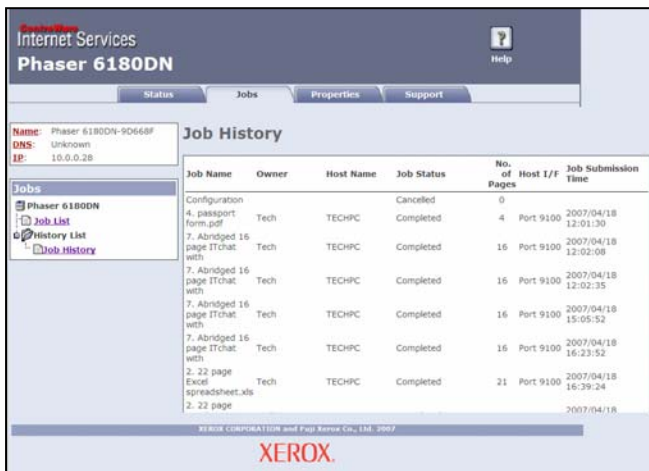 CentreWare
Internet Services
Phaser 6180DN
?
Help
Status Jobs Properties Support
Name: Phaser 6180DN-9D668F
DNS: Unknown
IP: 10.0.0.28
Jobs
Phaser 6180DN
Job List
History List
Job History
Job History
Job Name Owner Host Name Job Status No. of Pages Host I/F Job Submission Time
Configuration Cancelled 0
4. passport form.pdf Tech TECHPC Completed 4 Port 9100 2007/04/18 12:01:30
7. Abridged 16 page ITchat with Tech TECHPC Completed 16 Port 9100 2007/04/18 12:02:08
7. Abridged 16 page ITchat with Tech TECHPC Completed 16 Port 9100 2007/04/18 12:02:35
7. Abridged 16 page ITchat with Tech TECHPC Completed 16 Port 9100 2007/04/18 15:05:52
7. Abridged 16 page ITchat with Tech TECHPC Completed 16 Port 9100 2007/04/18 16:23:52
2. 22 page Excel spreadsheet.xls Tech TECHPC Completed 21 Port 9100 2007/04/18 16:39:24
2. 22 page 2007/04/18
XEROX CORPORATION and Fuji Xerox Co., Ltd. 2007
XEROX.